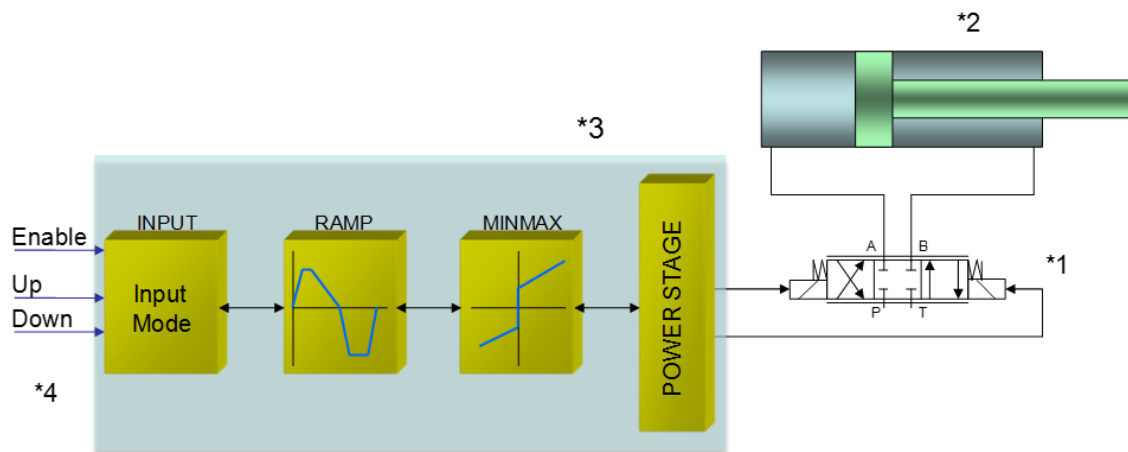 *2
*3
INPUT
RAMP
MINMAX
Enable
Up
Down
Input
Mode
POWER STAGE
A
B
*1
P
T
*4